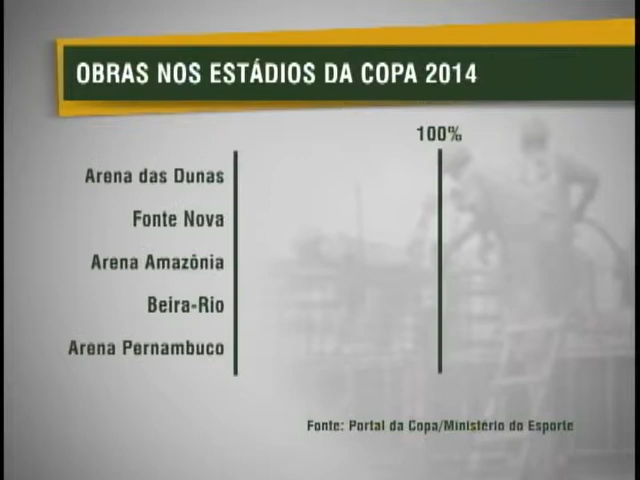 OBRAS NOS ESTÁDIOS DA COPA 2014
100%
Arena das Dunas
Fonte Nova
Arena Amazônia
Beira-Rio
Arena Pernambuco
Fonte: Portal da Copa/Ministério do Esporte